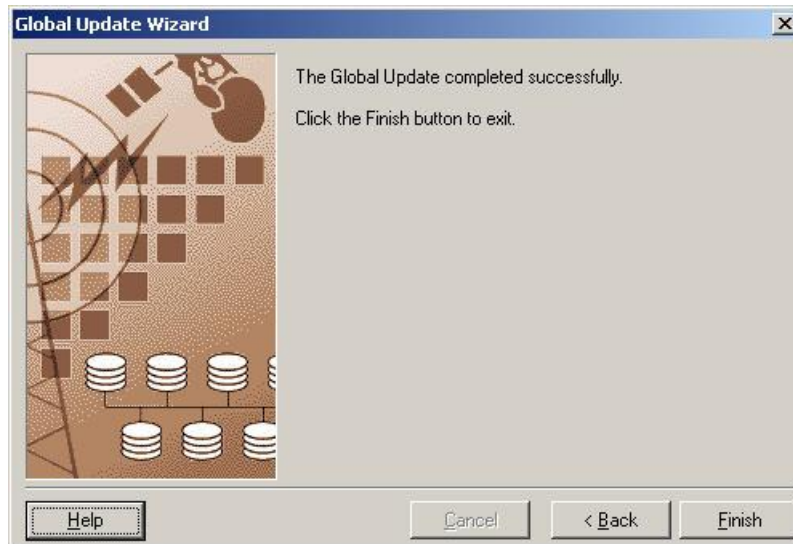 Global Update Wizard
The Global Update completed successfully.
Click the Finish button to exit.
Help
Cancel
< Back
Finish